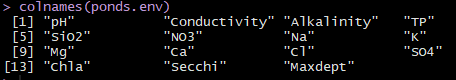 > colnames(ponds.env)
[1] "pH" "Conductivity" "Alkalinity" "TP"
[5] "SiO2" "NO3" "Na" "K"
[9] "Mg" "Ca" "Cl" "SO4"
[13] "Chla" "Secchi" "Maxdept"